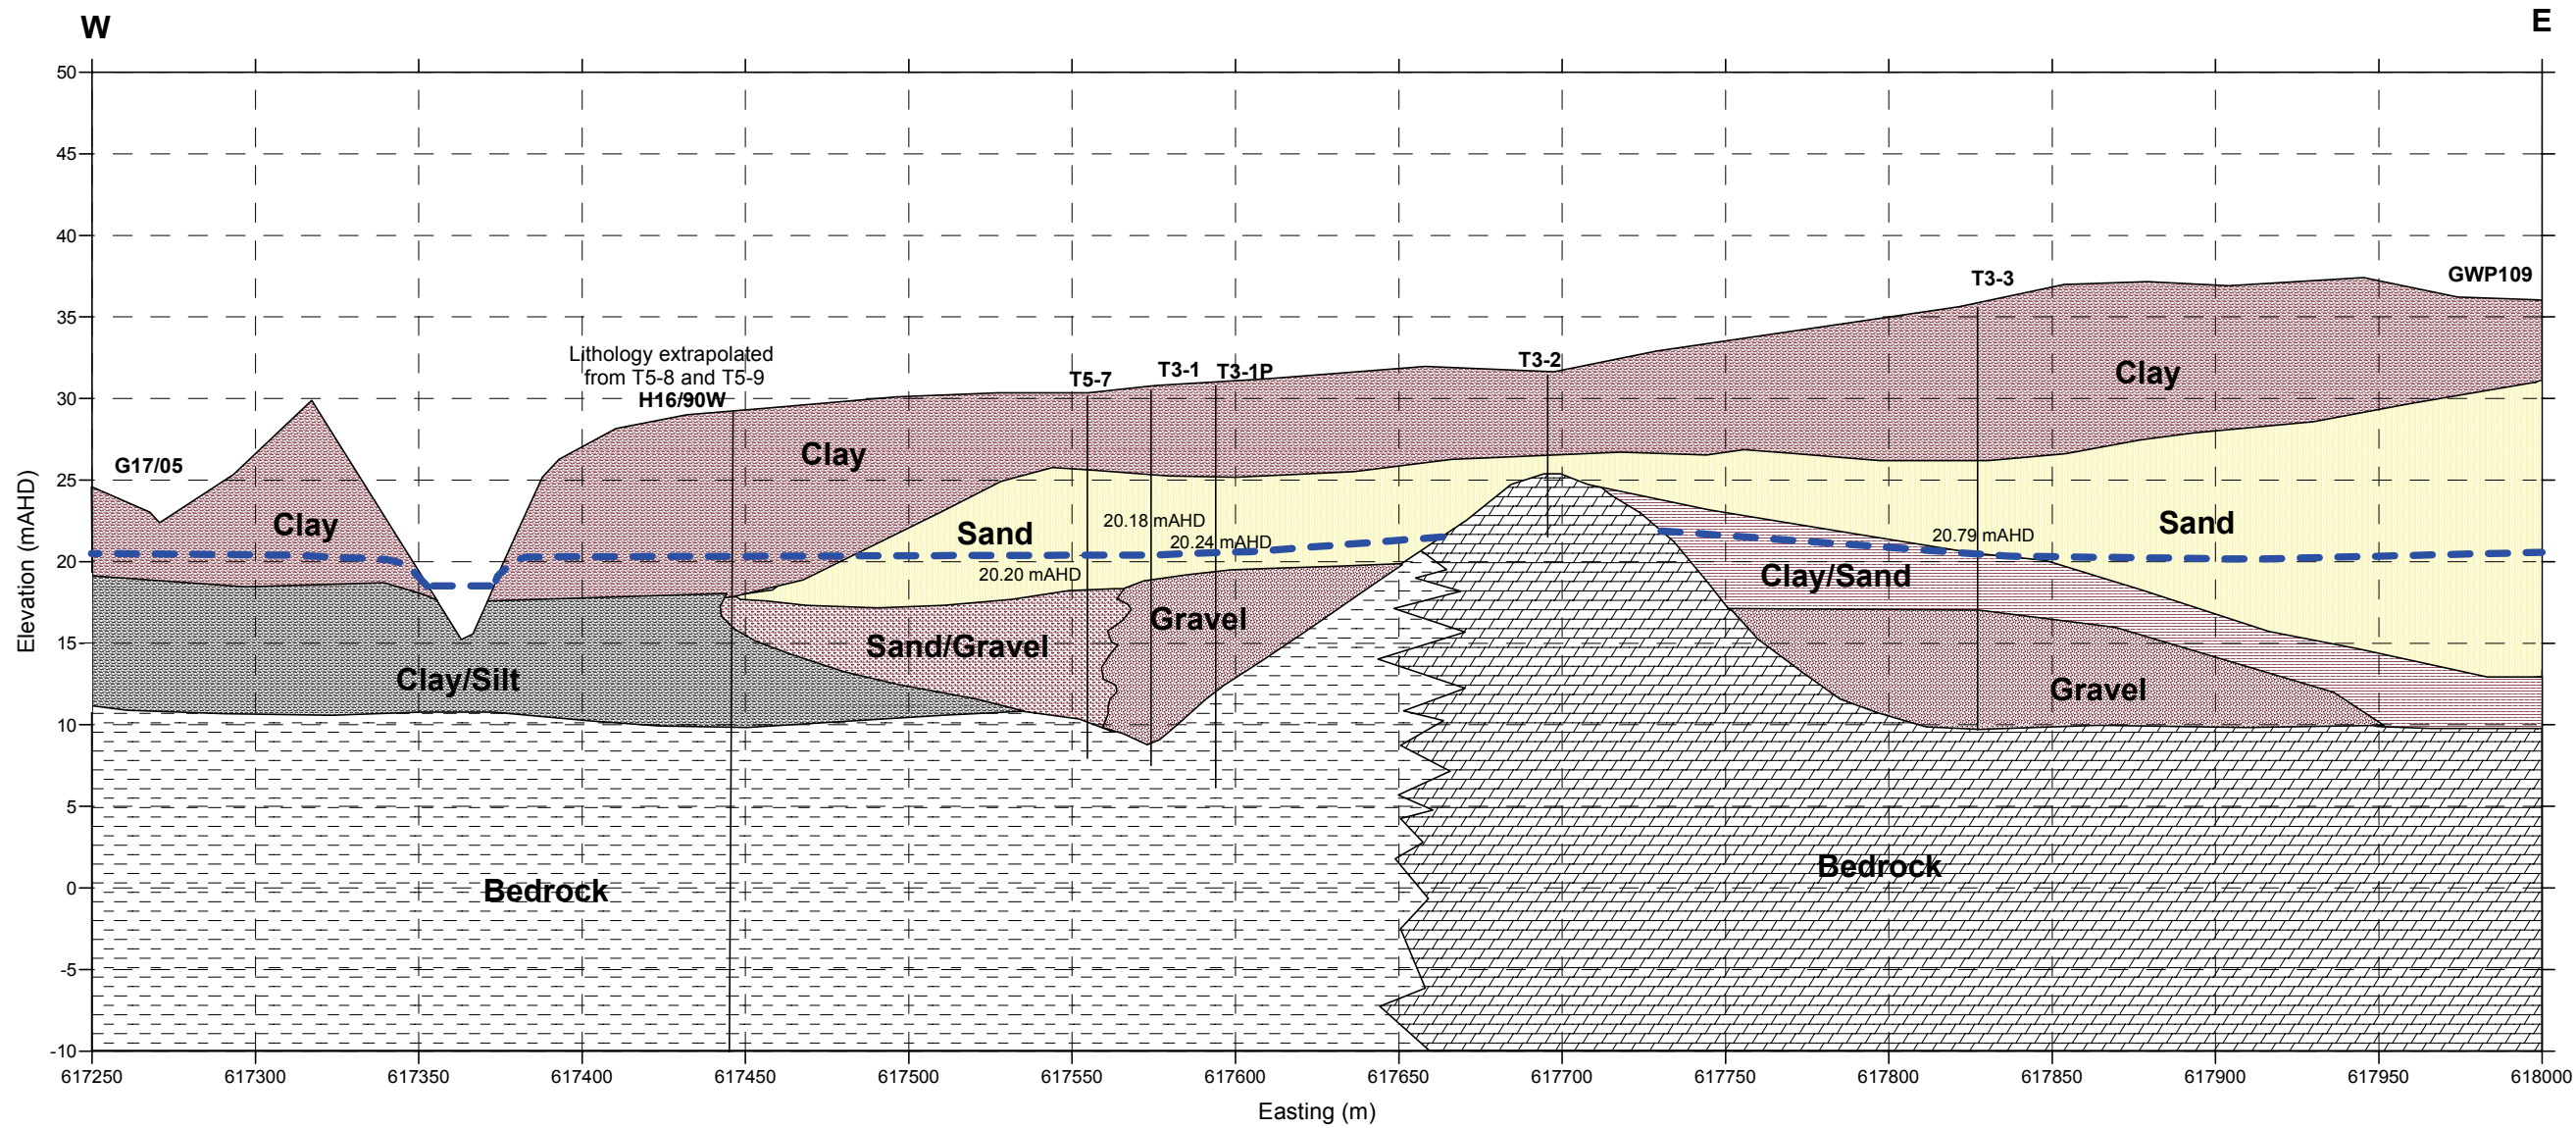 W
E
50
45
40
35
30
25
20
15
10
5
0
-5
-10
Elevation (mAHD)
G17/05
Lithology extrapolated
from T5-8 and T5-9
H16/90W
T5-7
T3-1
T3-1P
T3-2
T3-3
GWP109
Clay
Clay
Clay
Sand
Sand
20.18 mAHD
20.24 mAHD
20.20 mAHD
20.79 mAHD
Clay/Sand
Gravel
Sand/Gravel
Clay/Silt
Gravel
Bedrock
Bedrock
617250
617300
617350
617400
617450
617500
617550
617600
617650
617700
617750
617800
617850
617900
617950
618000
Easting (m)